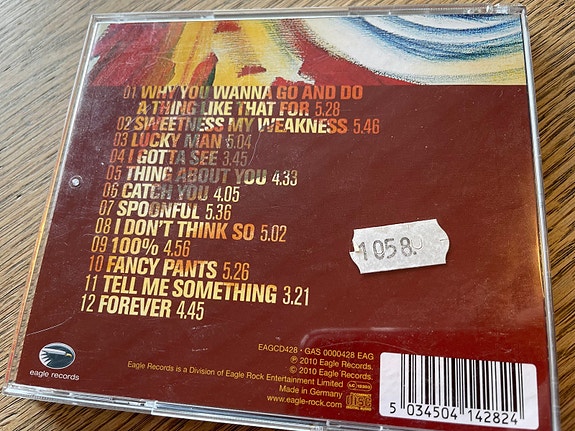 01 WHY YOU WANNA GO AND DO
A THING LIKE THAT FOR 5.28
02 SWEETNESS MY WEAKNESS 5.46
03 LUCKY MAN 5.04
04 I GOTTA SEE 3.45
05 THING ABOUT YOU 4.33
06 CATCH YOU 4.05
07 SPOONFUL 5.36
08 I DON'T THINK SO 5.02
09 100% 4.56
10 FANCY PANTS 5.26
11 TELL ME SOMETHING 3.21
12 FOREVER 4.45
1058.
EAGCD428 • GAS 0000428 EAG
℗ 2010 Eagle Records.
© 2010 Eagle Records.
Eagle Records is a Division of Eagle Rock Entertainment Limited
Made in Germany
www.eagle-rock.com
eagle records
5 034504 142824